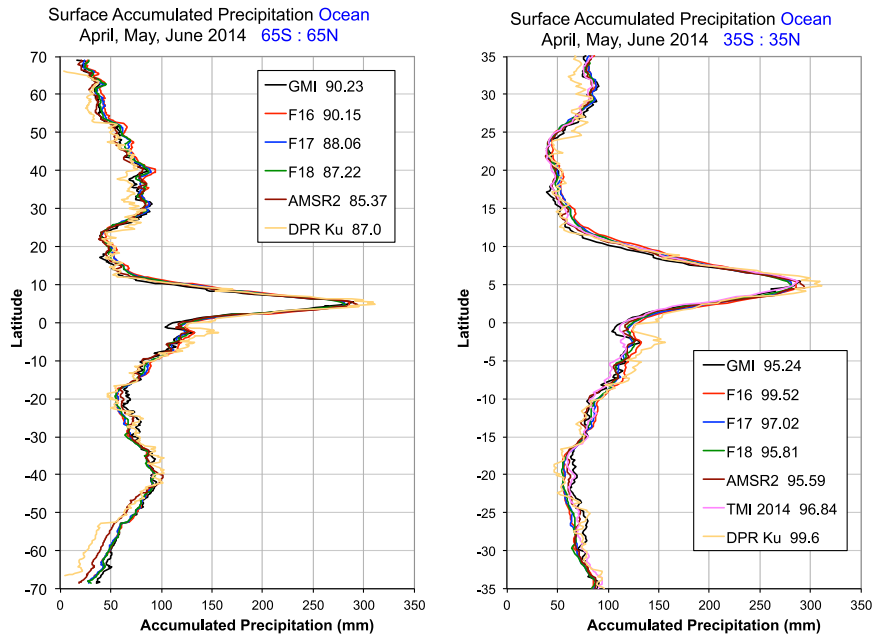 Surface Accumulated Precipitation Ocean
April, May, June 2014 65S : 65N
70
60
50
40
30
20
10
0
-10
-20
-30
-40
-50
-60
-70
Latitude
GMI 90.23
F16 90.15
F17 88.06
F18 87.22
AMSR2 85.37
DPR Ku 87.0
0 50 100 150 200 250 300 350
Accumulated Precipitation (mm)
Surface Accumulated Precipitation Ocean
April, May, June 2014 35S : 35N
35
30
25
20
15
10
5
0
-5
-10
-15
-20
-25
-30
-35
Latitude
GMI 95.24
F16 99.52
F17 97.02
F18 95.81
AMSR2 95.59
TMI 2014 96.84
DPR Ku 99.6
0 50 100 150 200 250 300 350
Accumulated Precipitation (mm)